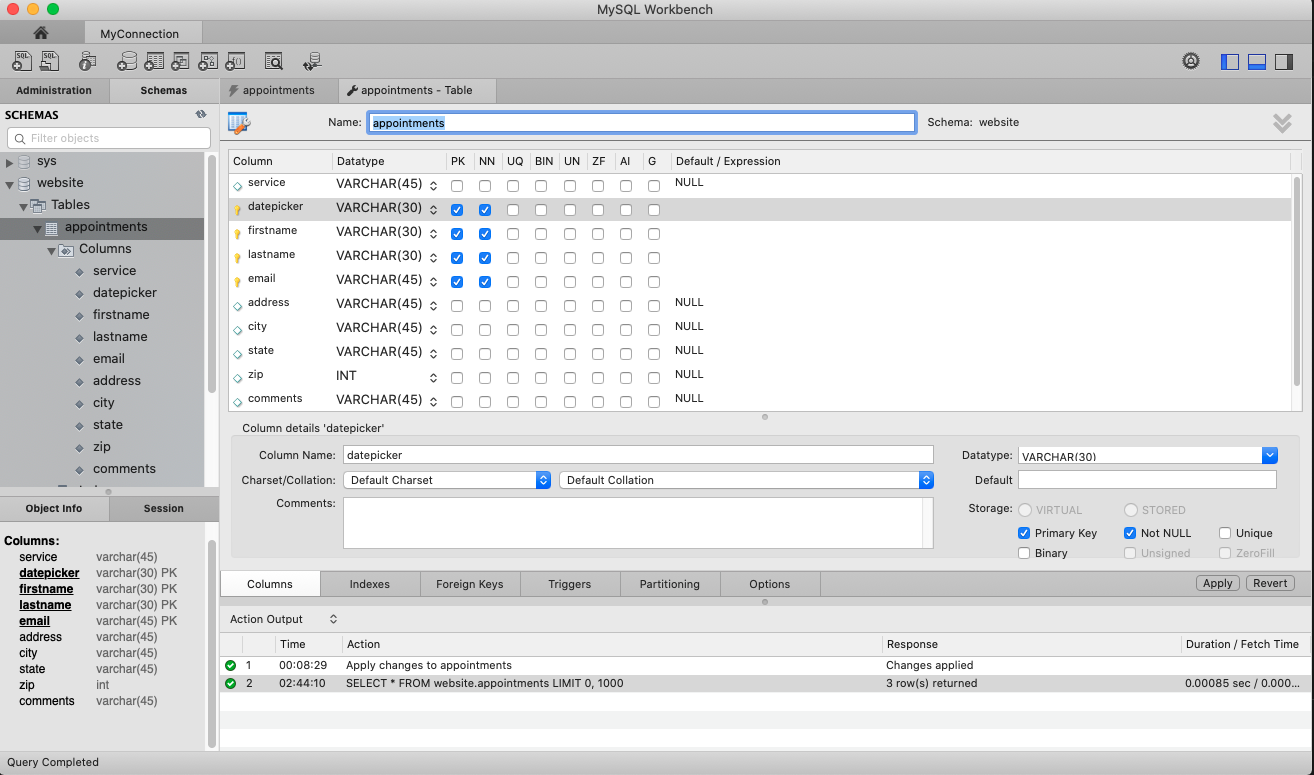 MySQL Workbench
MyConnection
SQL SQL
Administration Schemas appointments appointments - Table
SCHEMAS
Filter objects
sys
website
Tables
appointments
Columns
service
datepicker
firstname
lastname
email
address
city
state
zip
comments
Name: appointments Schema: website
Column Datatype PK NN UQ BIN UN ZF AI G Default / Expression
service VARCHAR(45) NULL
datepicker VARCHAR(30)
firstname VARCHAR(30)
lastname VARCHAR(30)
email VARCHAR(45)
address VARCHAR(45) NULL
city VARCHAR(45) NULL
state VARCHAR(45) NULL
zip INT NULL
comments VARCHAR(45) NULL
Column details 'datepicker'
Column Name: datepicker Datatype: VARCHAR(30)
Charset/Collation: Default Charset Default Collation Default
Comments: Storage: VIRTUAL STORED
Primary Key Not NULL Unique
Binary Unsigned ZeroFill
Columns Indexes Foreign Keys Triggers Partitioning Options Apply Revert
Object Info Session
Columns:
service varchar(45)
datepicker varchar(30) PK
firstname varchar(30) PK
lastname varchar(30) PK
email varchar(45) PK
address varchar(45)
city varchar(45)
state varchar(45)
zip int
comments varchar(45)
Action Output
Time Action Response Duration / Fetch Time
1 00:08:29 Apply changes to appointments Changes applied
2 02:44:10 SELECT * FROM website.appointments LIMIT 0, 1000 3 row(s) returned 0.00085 sec / 0.000...
Query Completed